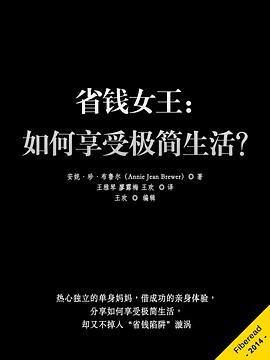 省钱女王：
如何享受极简生活？
安妮·珍·布鲁尔（Annie Jean Brewer）◎ 著
王雅琴 廖露梅 王欢 ◎ 译
王欢 ◎ 编辑
热心独立的单身妈妈，借成功的亲身体验，
分享如何享受极简生活，
却又不掉人“省钱陷阱”漩涡
Fiberead
- 2014 -